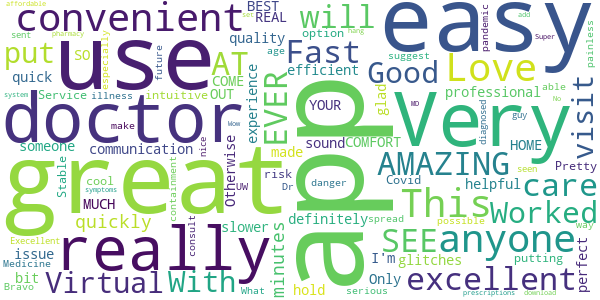 affordable
set
pharmacy
convenient
will
BEST
REAL
option
quality
Fast
efficient
easy
pandemic
Super
add
suggest
painless
age
put
sent
especially
use
SO
AT
quick
COME
OUT
future
Service
illness
intuitive
system
doctor
communication
someone
make
Wow
nice
great
EVER
experience
YOUR
COMFORT
sound
made
risk
Dr
danger
app
Good
Love
glad
professional
able
visit
MD
diagnosed
guy
No
HOME
Very
AMAZING
Pretty
Covid
helpful
seen
care
This
Worked
definitely
spread
possible
way
SEE
anyone
I'm
glitches
putting
Only
excellent
perfect
hold
serious
prescriptions
download
hang
minutes
slower
What
UW
Otherwise
containment
Stable
cool
symptoms
MUCH
quickly
consult
Execellent
really
issue
Medicine
bit
Bravo
Virtual
With